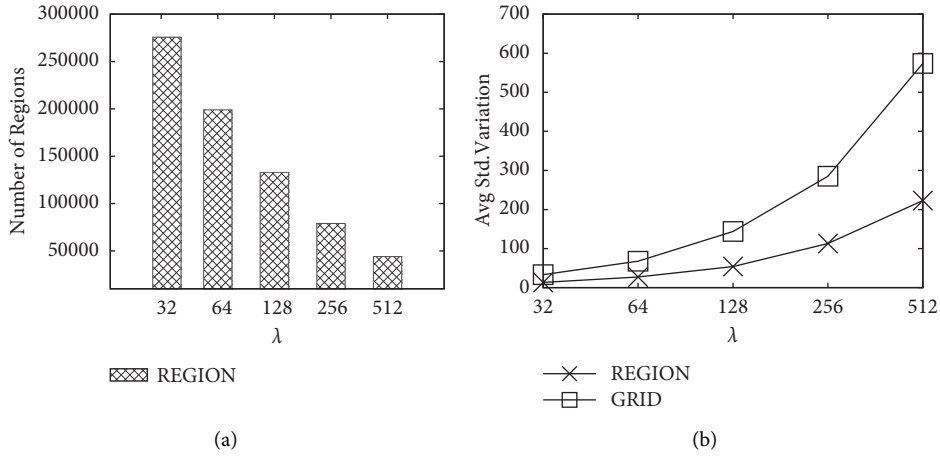 300000
250000
200000
150000
100000
50000
Number of Regions
32 64 128 256 512
λ
REGION
(a)
700
600
500
400
300
200
100
0
Avg Std.Variation
32 64 128 256 512
λ
REGION
GRID
(b)